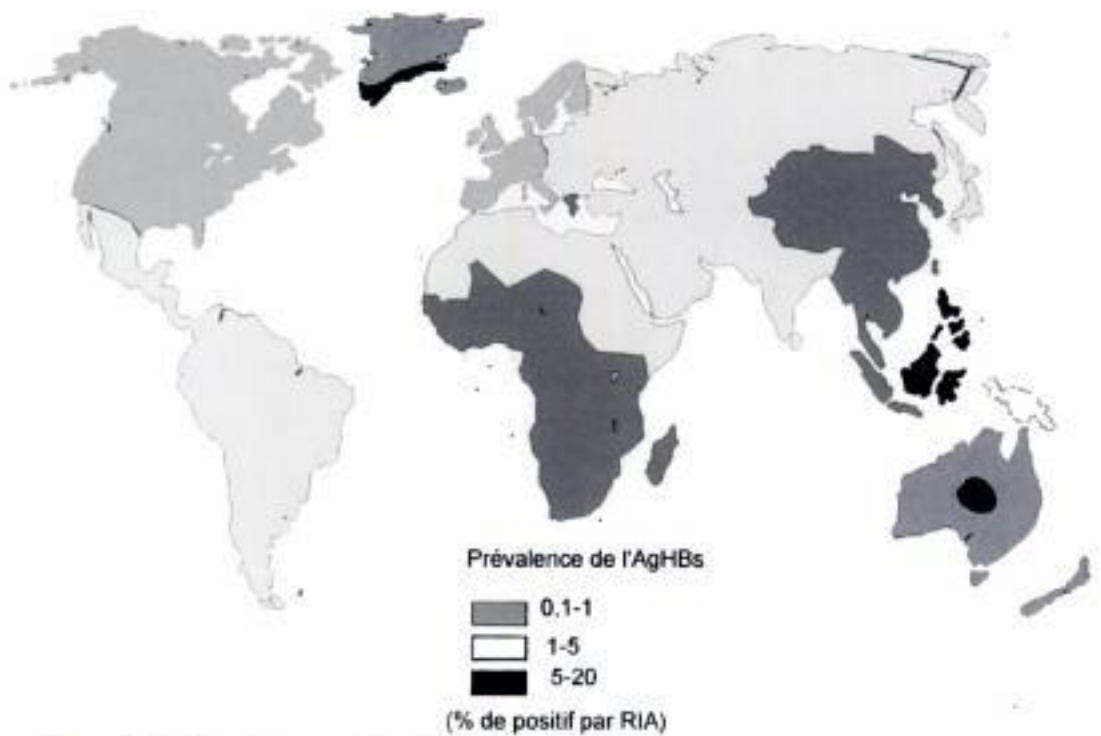 Prévalence de l'AgHBs
0,1-1
1-5
5-20
(% de positif par RIA)